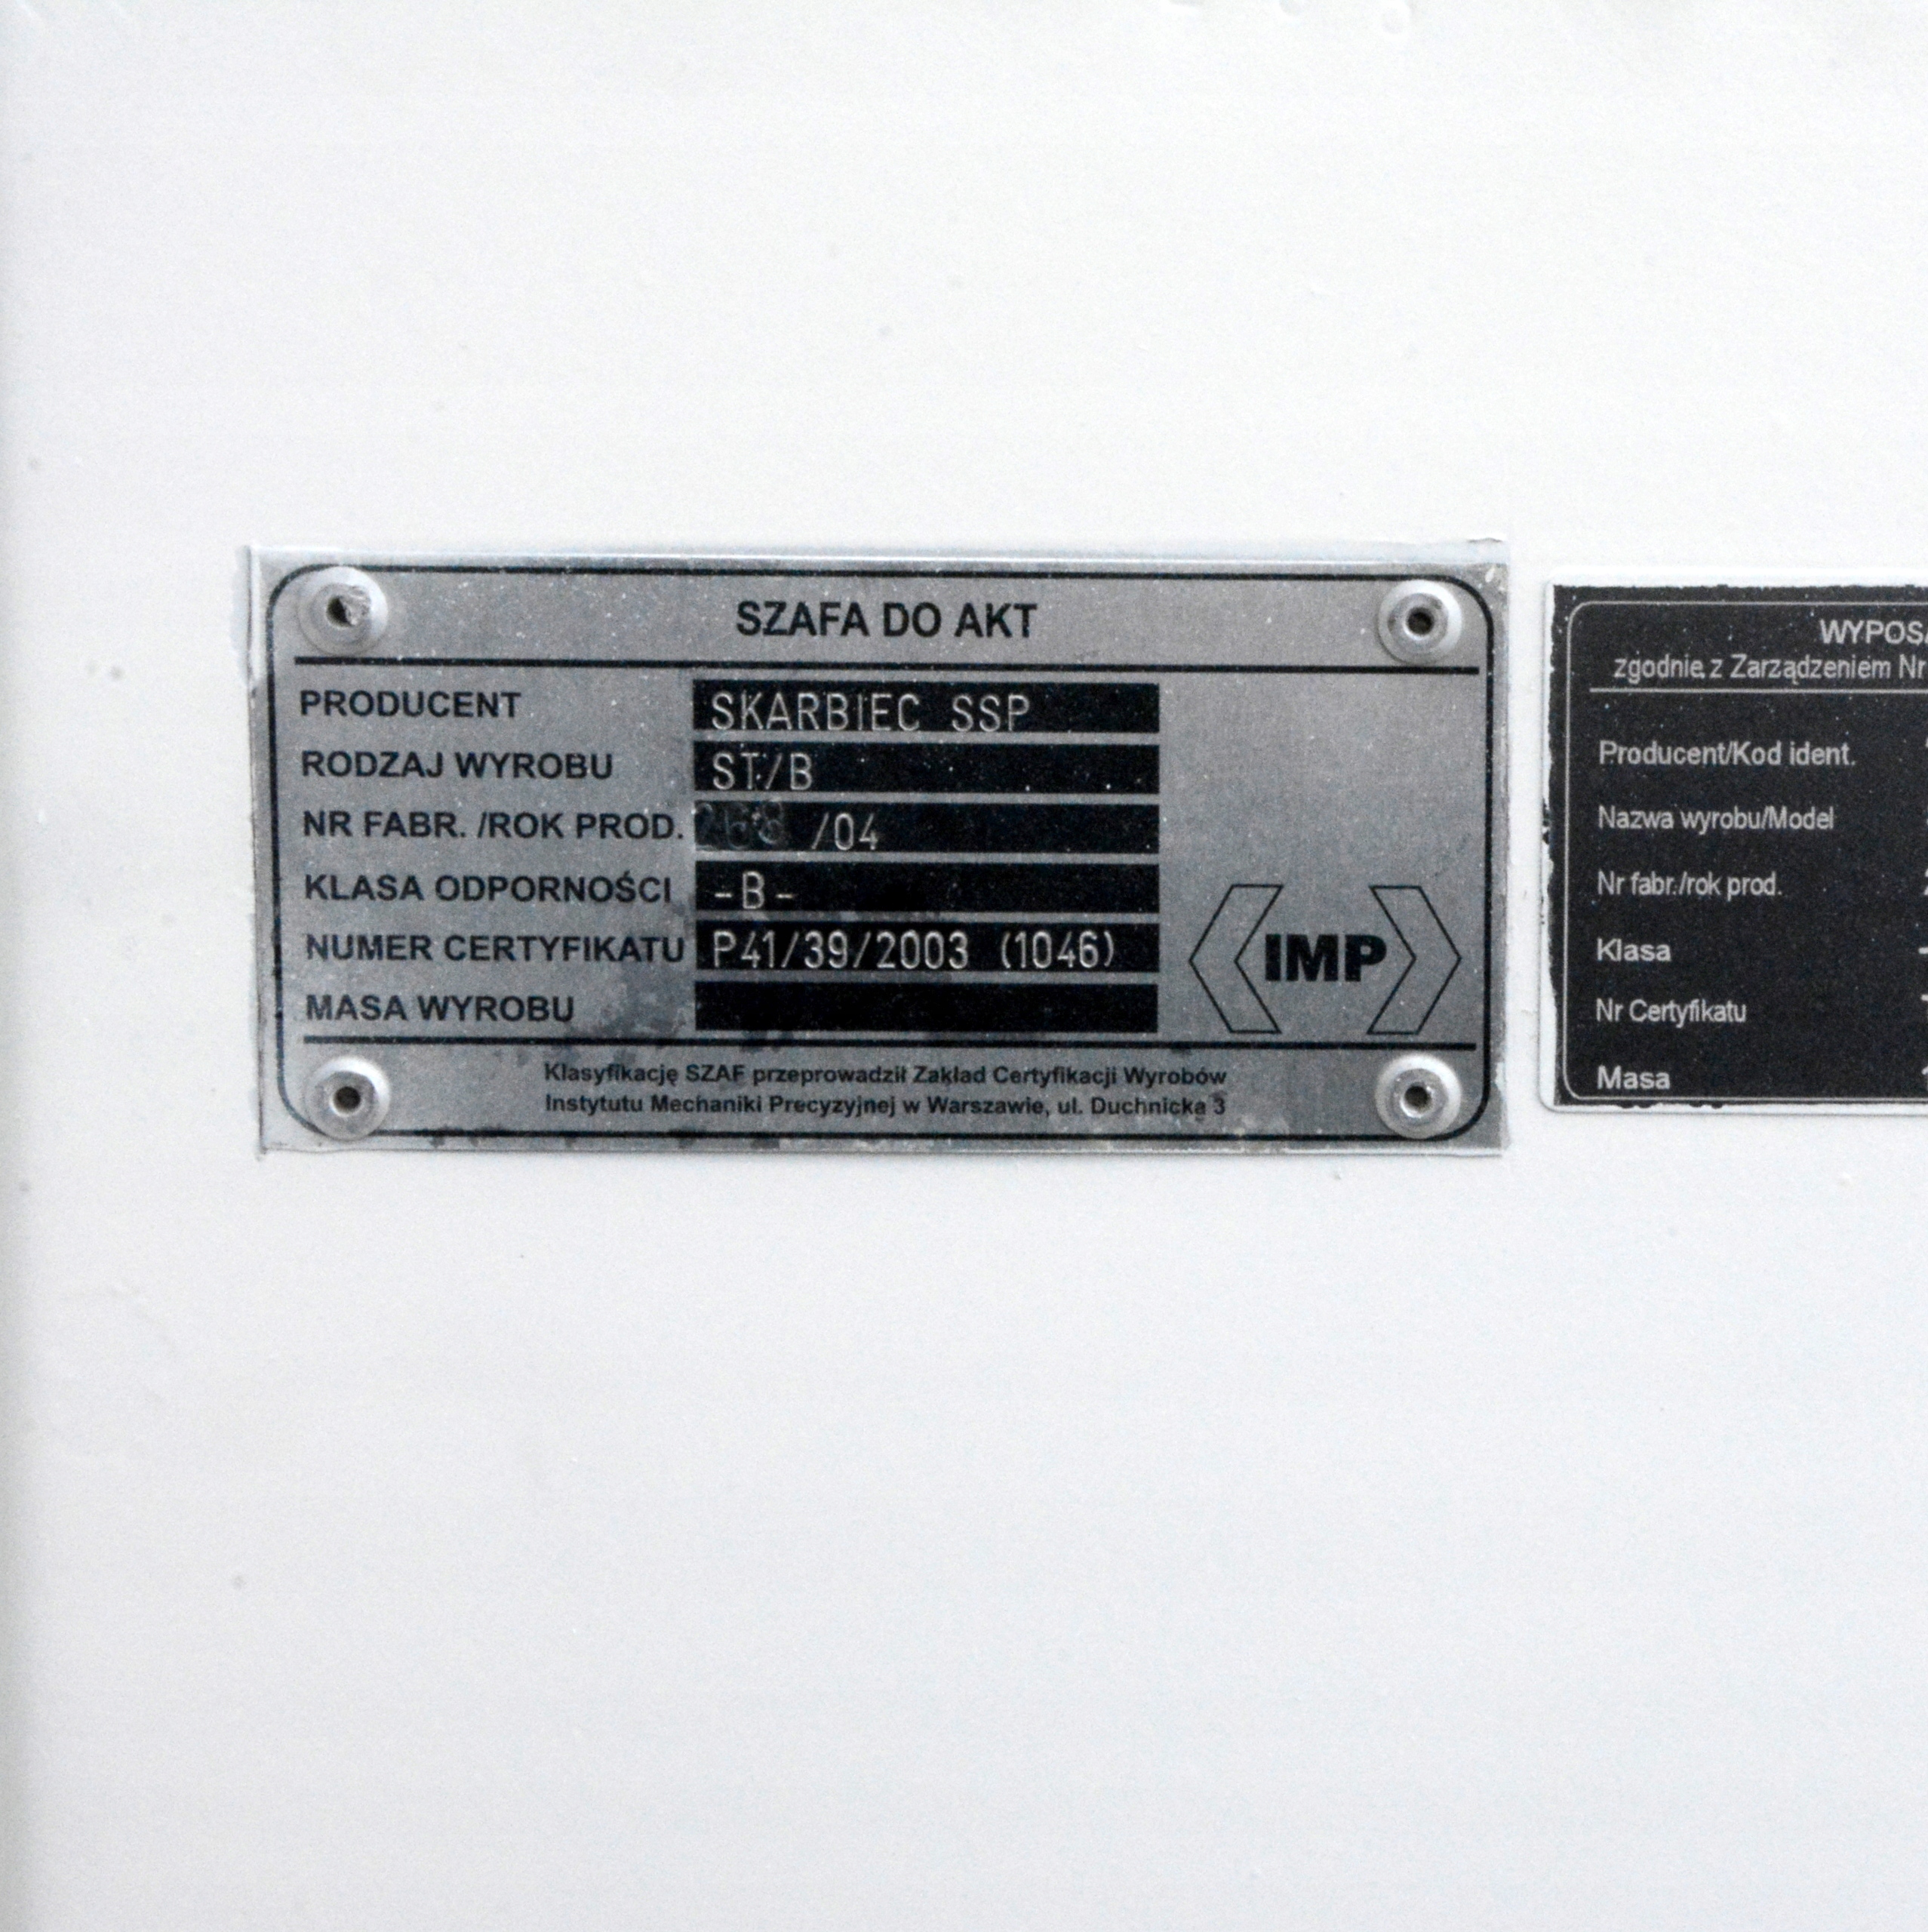 SZAFA DO AKT
PRODUCENT SKARBIEC SSP
RODZAJ WYROBU ST/B
NR FABR. /ROK PROD. 268 /04
KLASA ODPORNOŚCI -B-
NUMER CERTYFIKATU P41/39/2003 (1046)
MASA WYROBU
IMP
Klasyfikację SZAF przeprowadził Zakład Certyfikacji Wyrobów
Instytutu Mechaniki Precyzyjnej w Warszawie, ul. Duchnicka 3
zgodnie z Zarządzeniem Nr
Producent/Kod ident.
Nazwa wyrobu/Model
Nr fabr./rok prod.
Klasa
Nr Certyfikatu
Masa